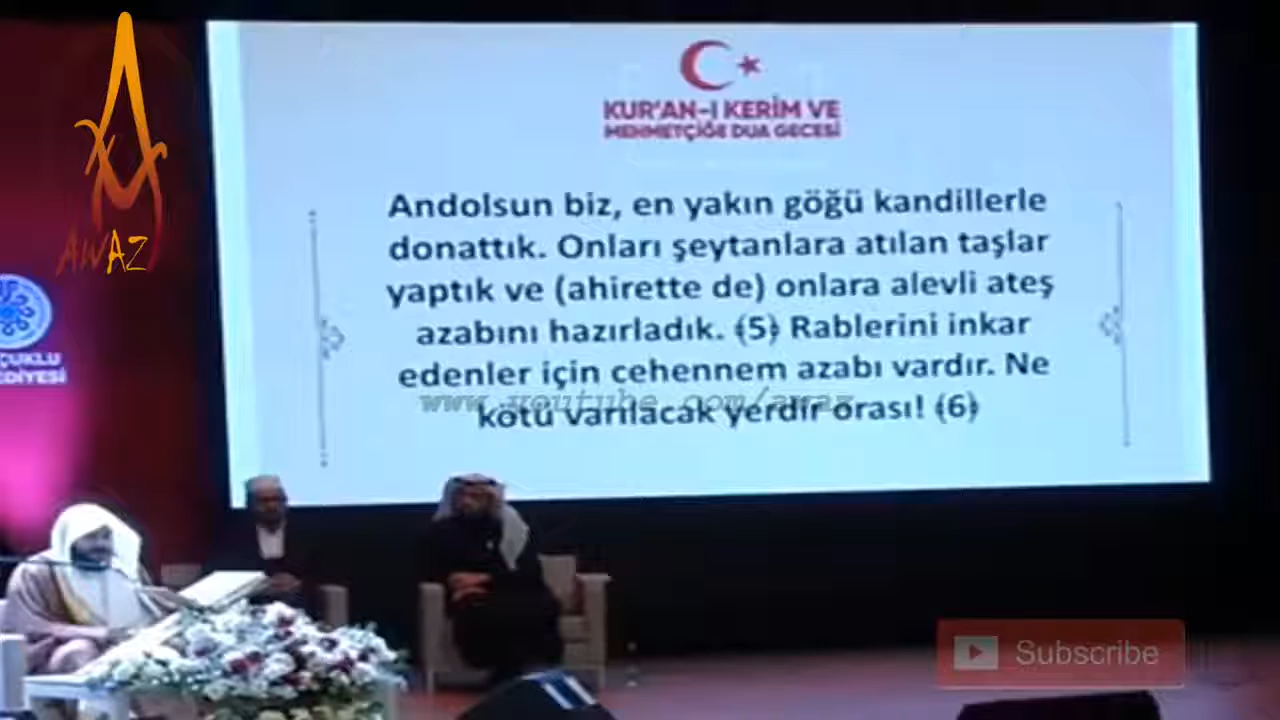 AWAZ
KUR'AN-I KERİM VE
MEHMETÇİĞE DUA GECESİ
Andolsun biz, en yakın göğü kandillerle
donattık. Onları şeytanlara atılan taşlar
yaptık ve (ahirette de) onlara alevli ateş
azabını hazırladık. ﴾5﴿ Rablerini inkar
edenler için cehennem azabı vardır. Ne
kötü varılacak yerdir orası! ﴾6﴿
www.youtube.com/awaz
ÇUKLU
EDİYESİ
Subscribe